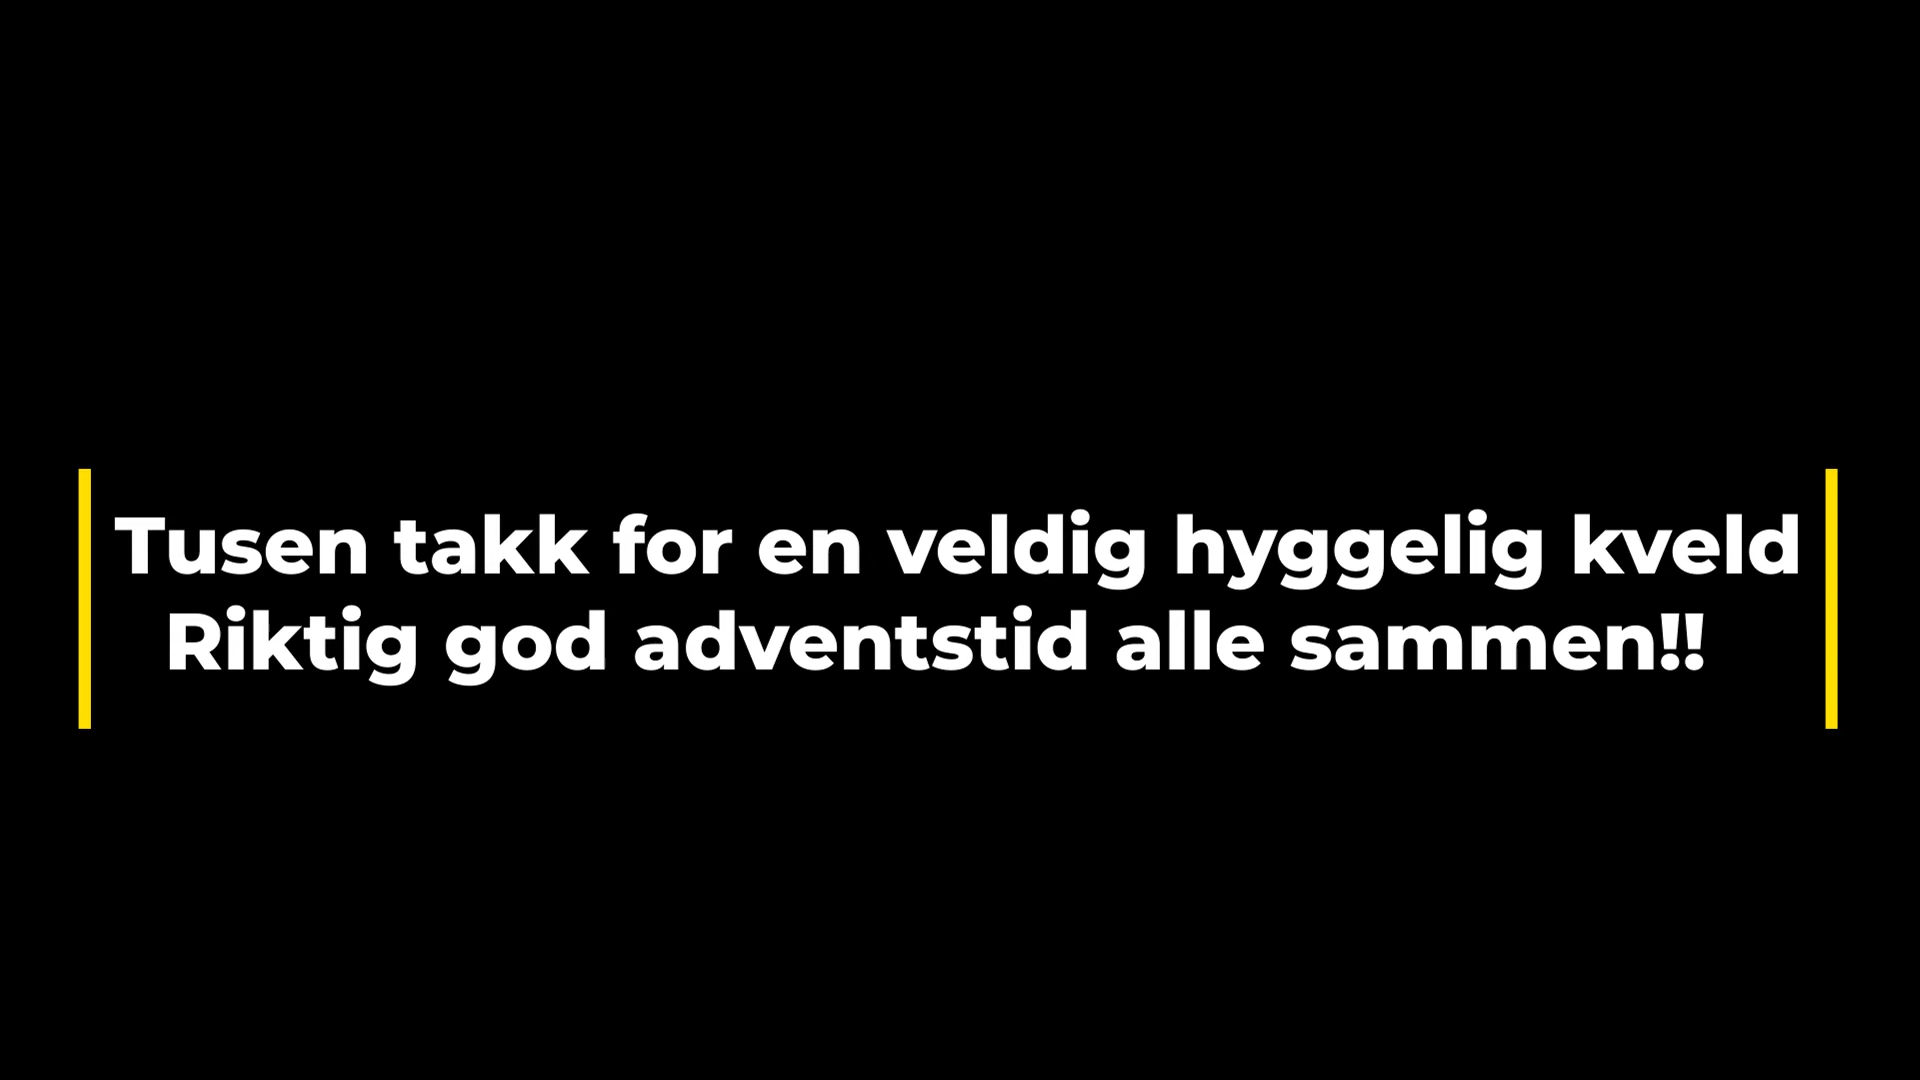 Tusen takk for en veldig hyggelig kveld
Riktig god adventstid alle sammen!!